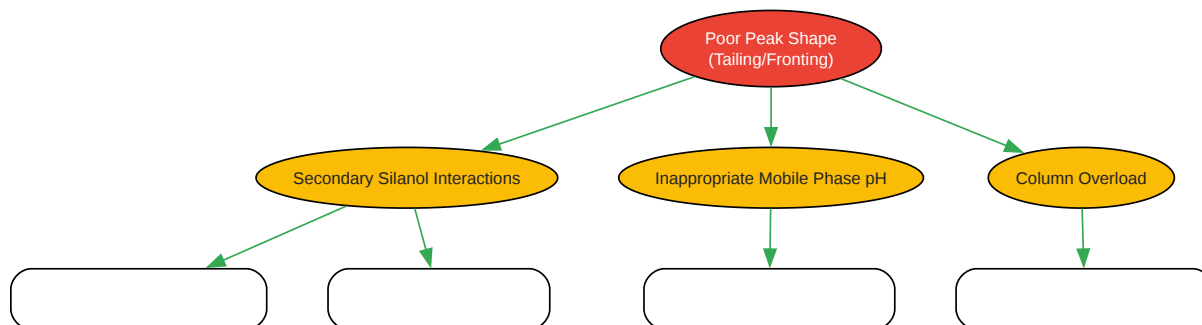 Poor Peak Shape
(Tailing/Fronting)
Secondary Silanol Interactions
Inappropriate Mobile Phase pH
Column Overload